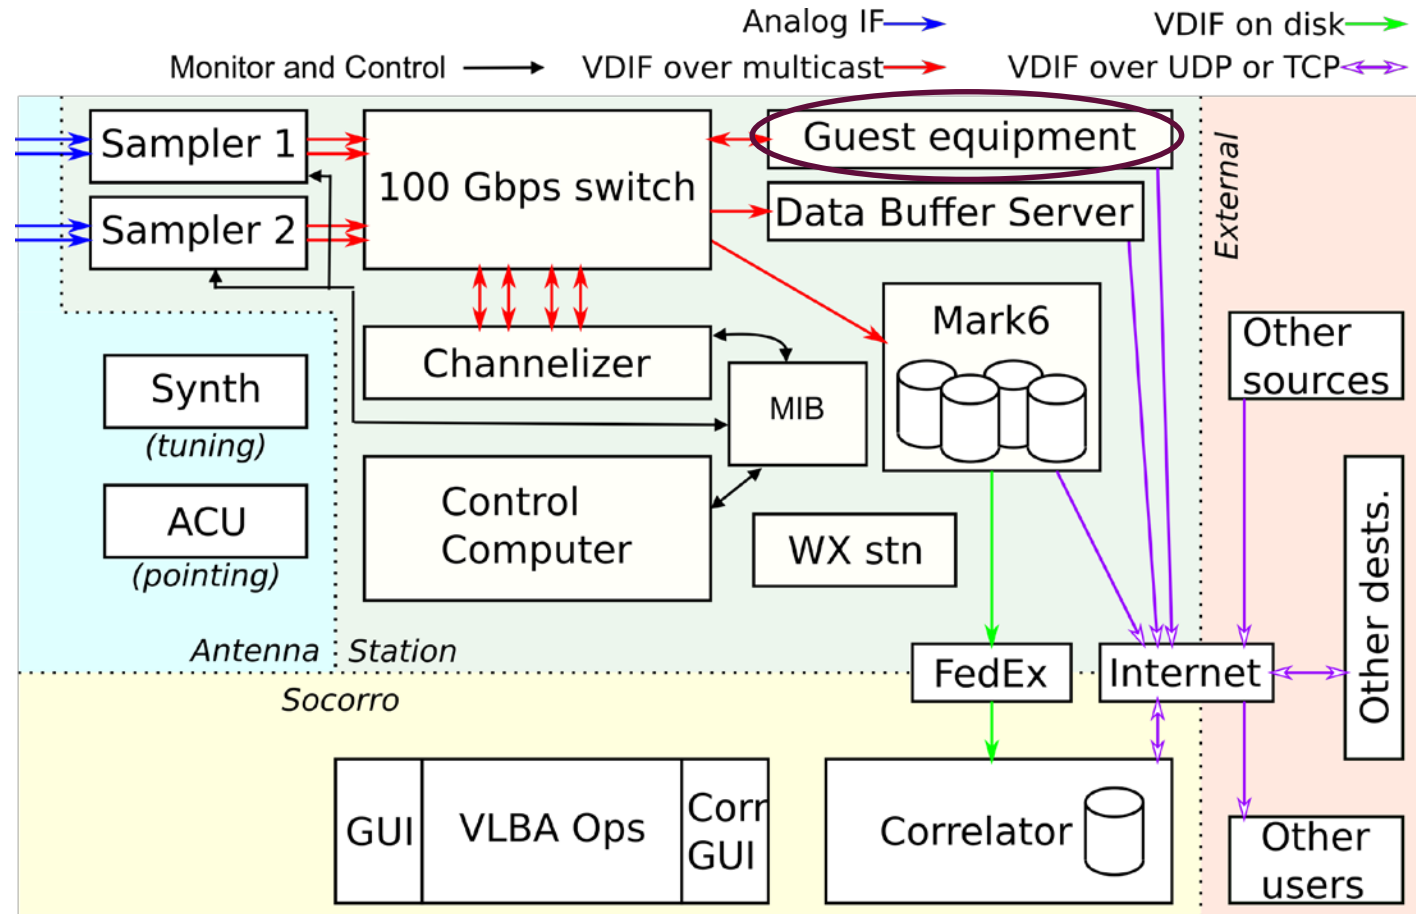 Analog IF
VDIF on disk
Monitor and Control
VDIF over multicast
VDIF over UDP or TCP
Sampler 1
Sampler 2
100 Gbps switch
Guest equipment
Data Buffer Server
External
Channelizer
MIB
Mark6
Other
sources
Synth
(tuning)
ACU
(pointing)
Control
Computer
WX stn
Other dests.
Antenna
Station
FedEx
Internet
Socorro
GUI
VLBA Ops
Corr
GUI
Correlator
Other
users